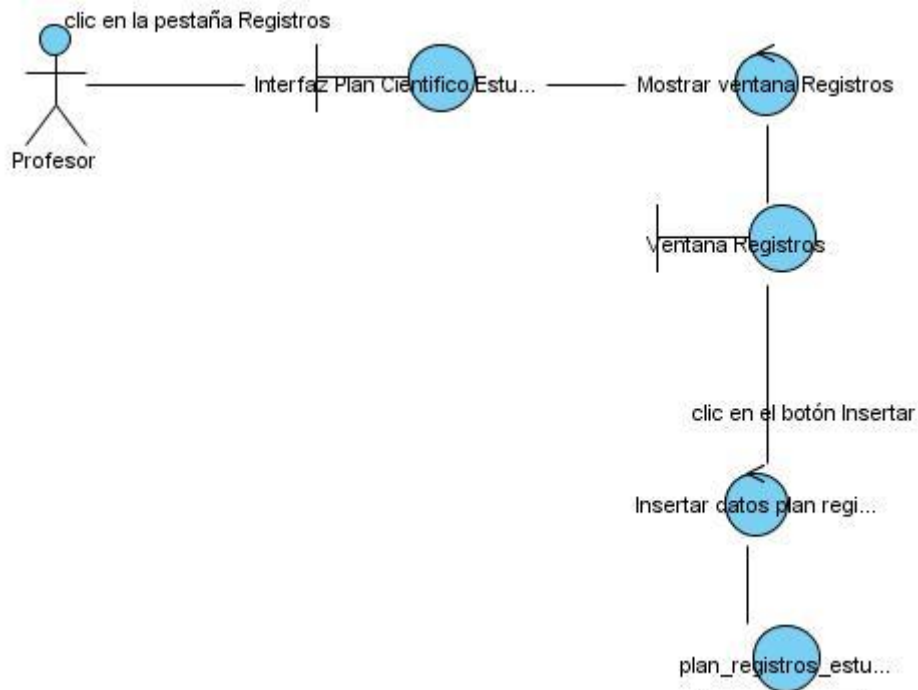 clic en la pestaña Registros
Profesor
Interfaz Plan Cientifico Estu...
Mostrar ventana Registros
Ventana Registros
clic en el botón Insertar
Insertar datos plan regi...
plan_registros_estu...